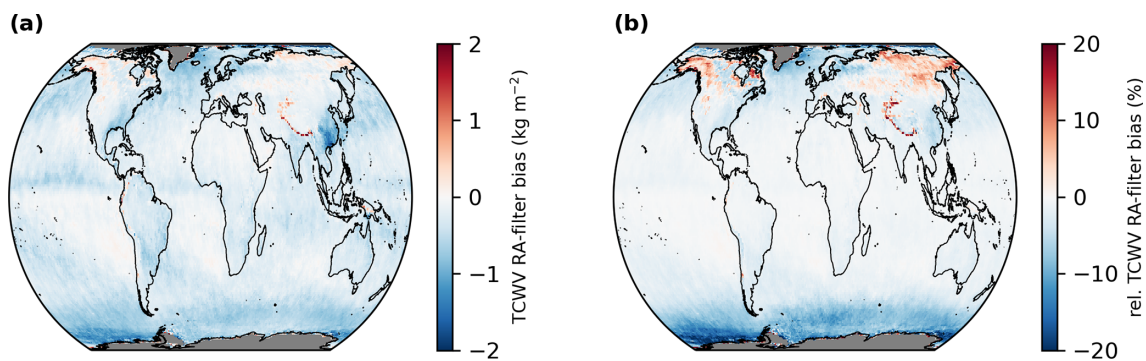 (a)
2
1
0
−1
−2
TCWV RA-filter bias (kg m⁻²)
(b)
20
10
0
−10
−20
rel. TCWV RA-filter bias (%)